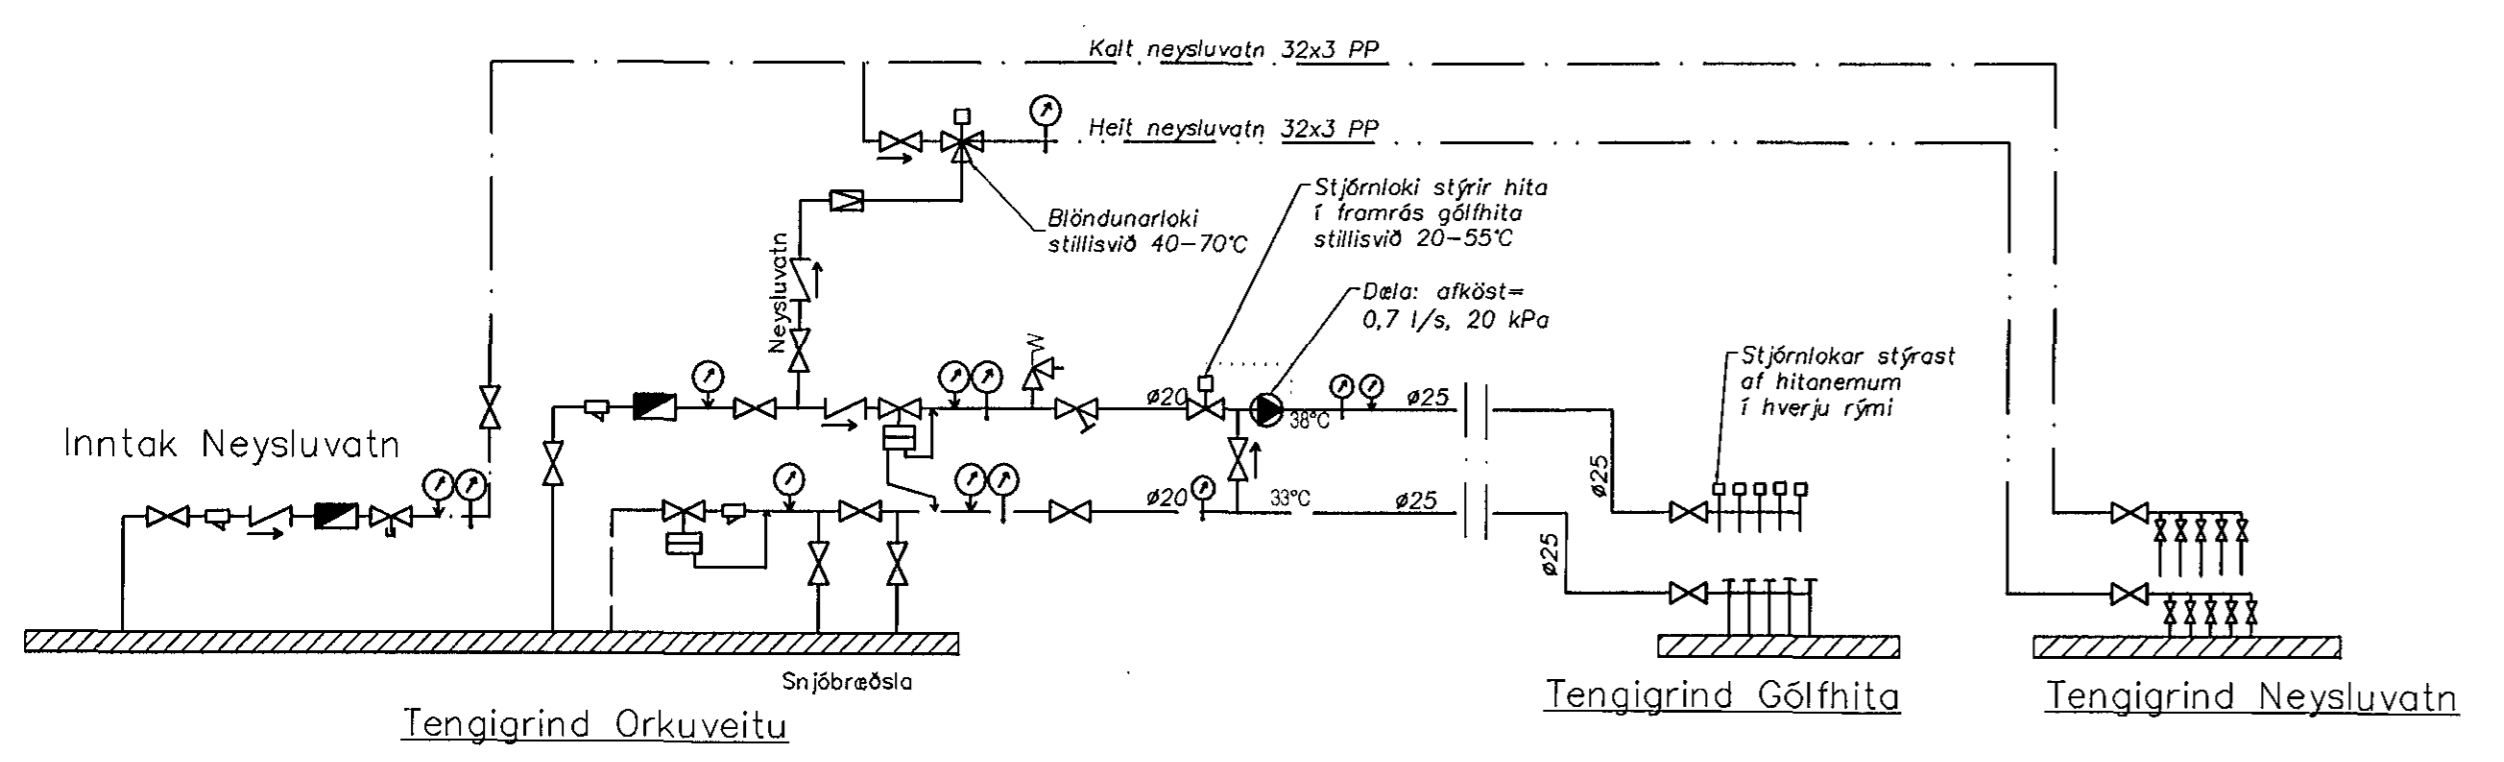 Kalt neysluvatn 32x3 PP
Heit neysluvatn 32x3 PP
Blöndunarloki
stillisvið 40-70°C
Stjórnloki stýrir hita
í framrás gólfhita
stillisvið 20-55°C
Neysluvatn
Dæla: afköst=
0,7 l/s, 20 kPa
Stjórnlokar stýrast
af hitanemum
í hverju rými
Inntak Neysluvatn
ø20
38°C
ø25
ø25
ø20
33°C
ø25
ø25
Snjóbræðsla
Tengigrind Orkuveitu
Tengigrind Gólfhita
Tengigrind Neysluvatn